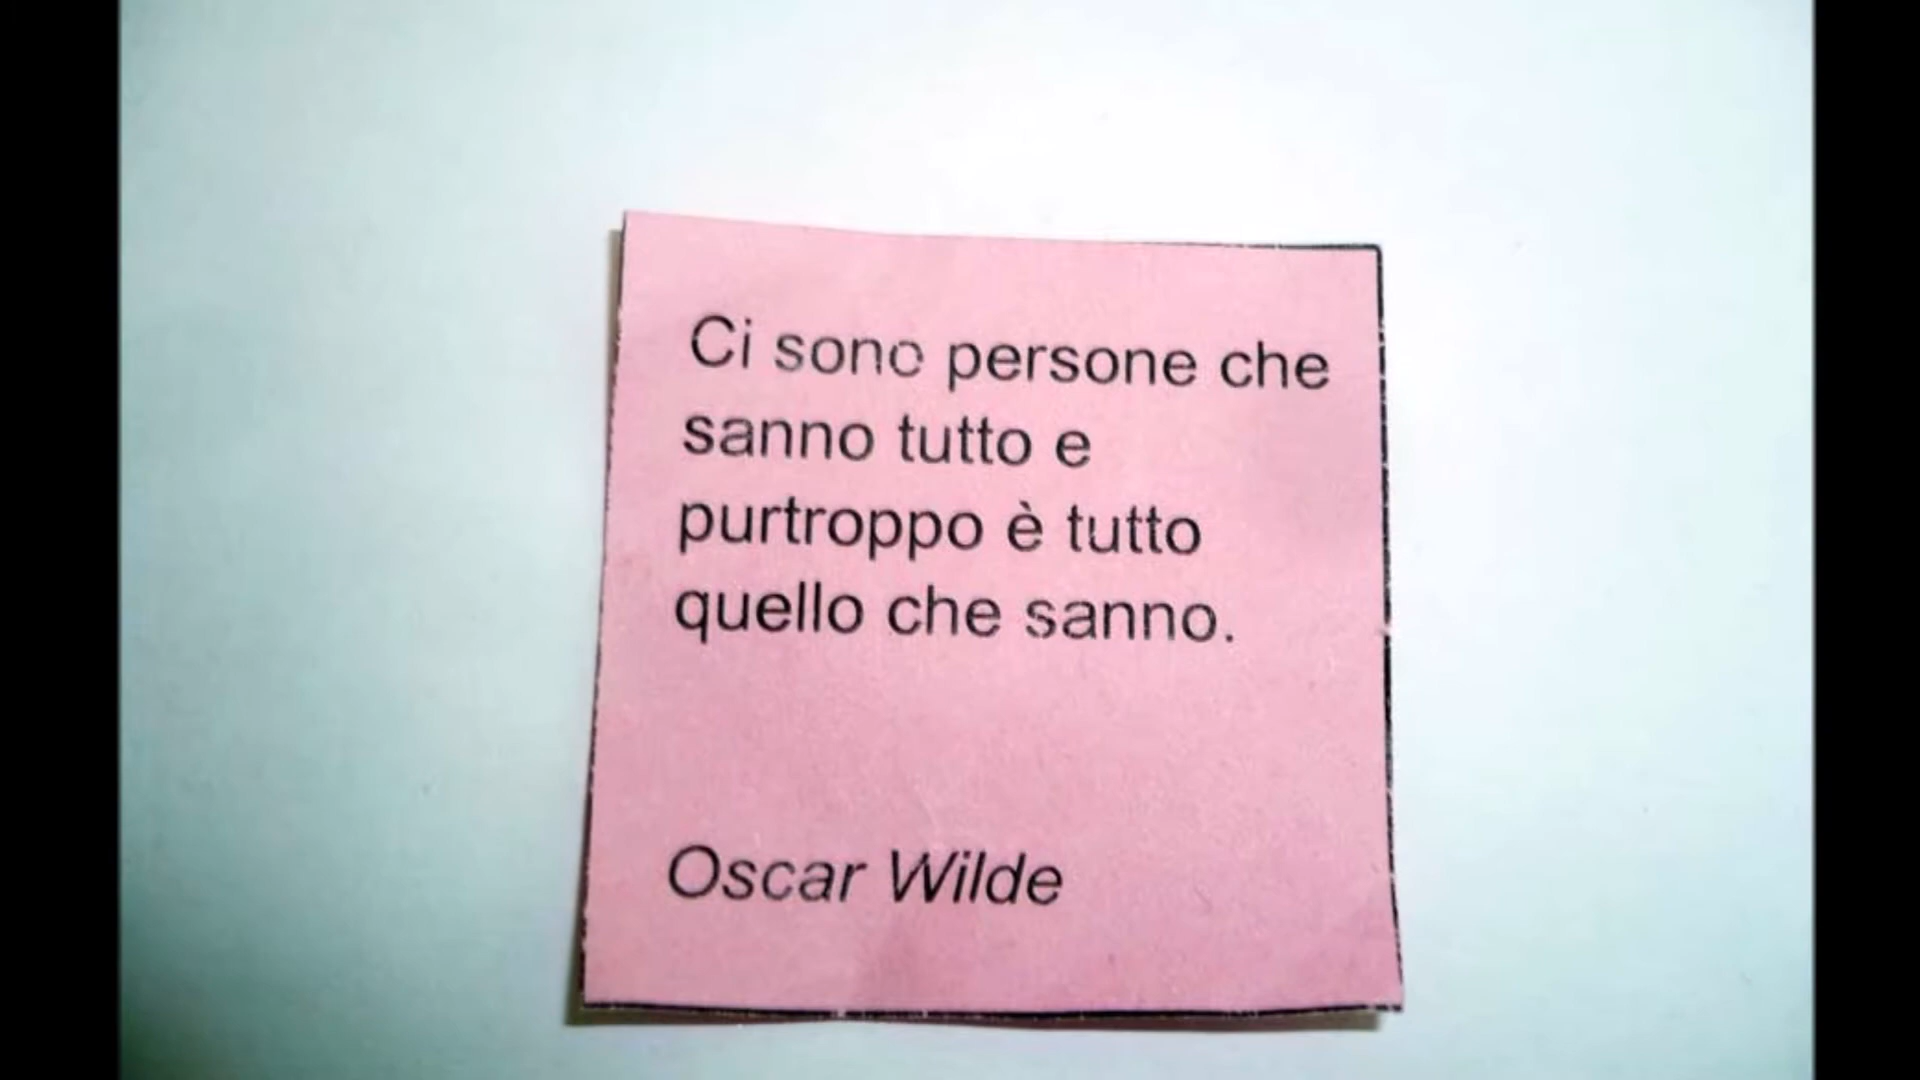 Ci sono persone che
sanno tutto e
purtroppo è tutto
quello che sanno.
Oscar Wilde